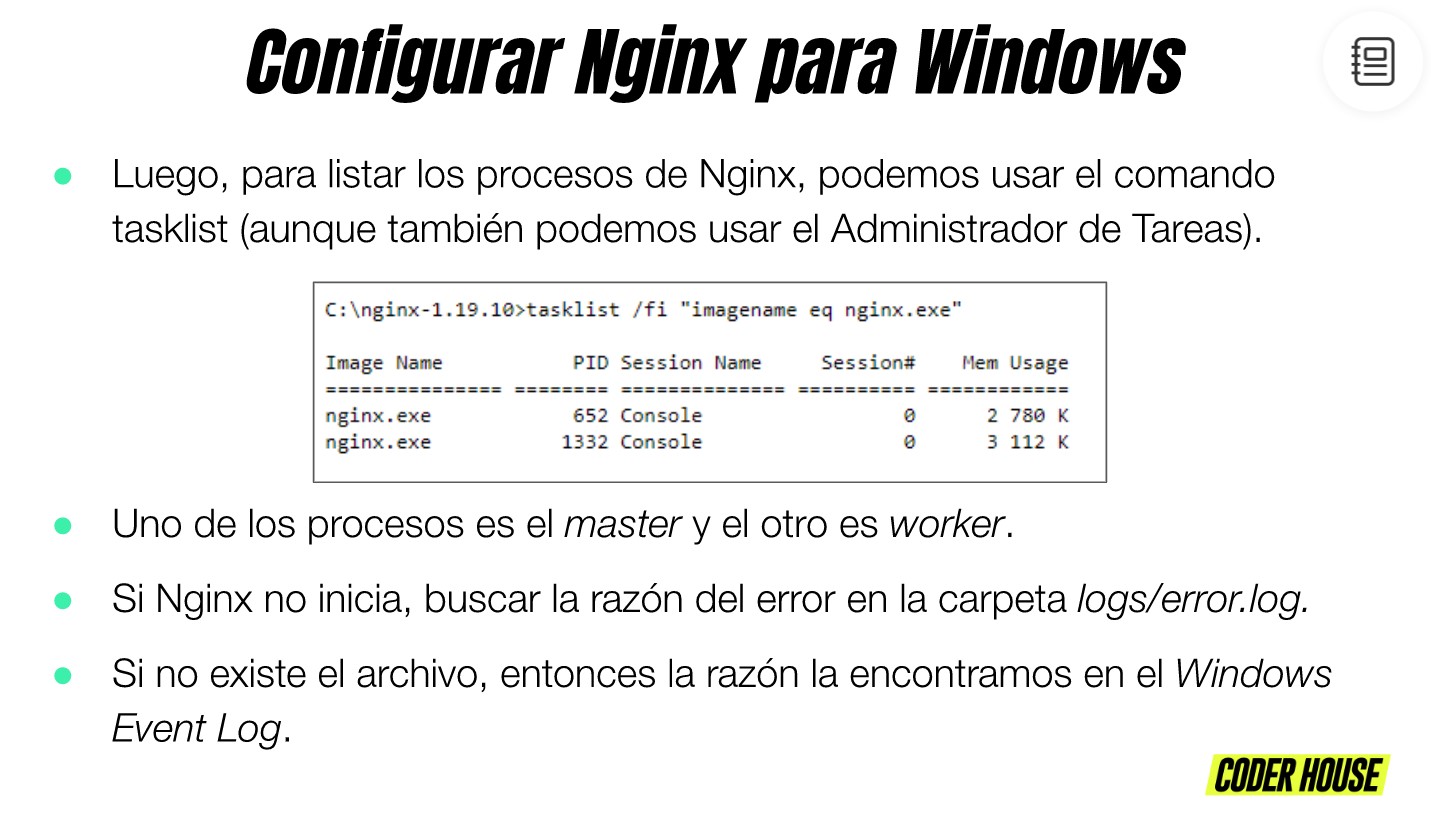 Configurar Nginx para Windows
● Luego, para listar los procesos de Nginx, podemos usar el comando
tasklist (aunque también podemos usar el Administrador de Tareas).
C:\nginx-1.19.10>tasklist /fi "imagename eq nginx.exe"
Image Name           PID Session Name     Session#    Mem Usage
=============== ======== ============== ========== ============
nginx.exe            652 Console                 0      2 780 K
nginx.exe           1332 Console                 0      3 112 K
● Uno de los procesos es el master y el otro es worker.
● Si Nginx no inicia, buscar la razón del error en la carpeta logs/error.log.
● Si no existe el archivo, entonces la razón la encontramos en el Windows
Event Log.
CODER HOUSE